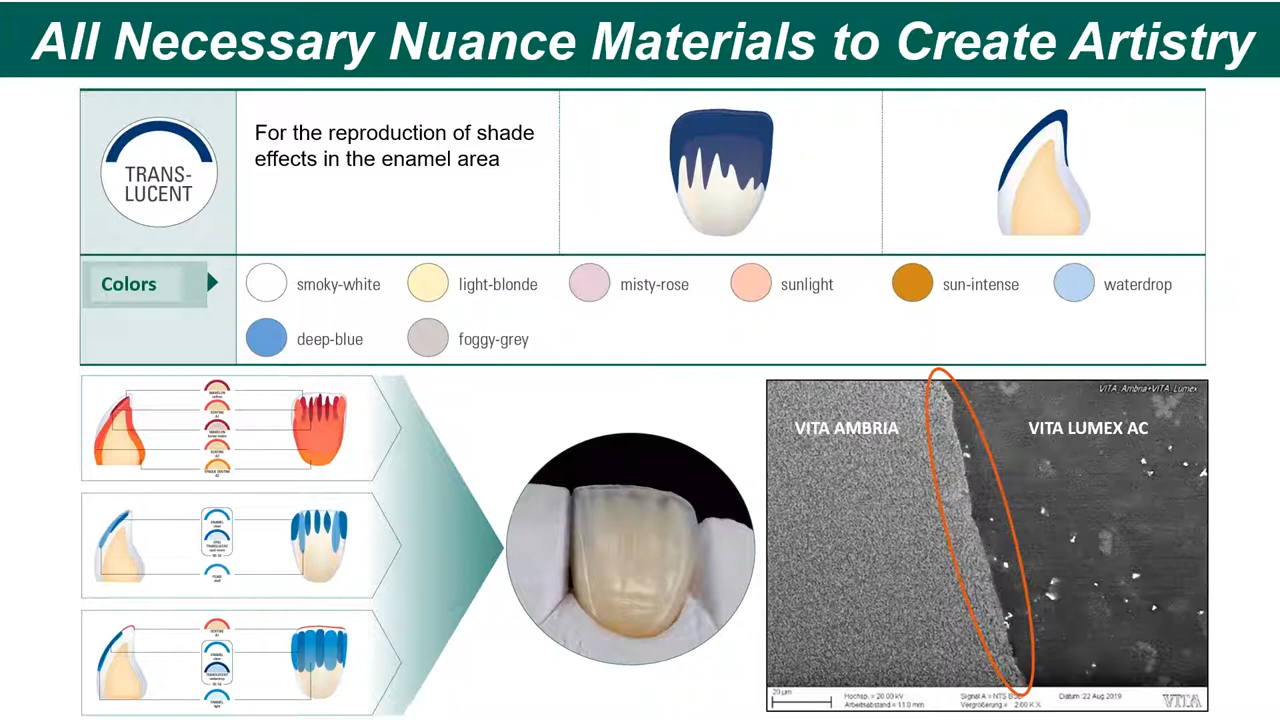 All Necessary Nuance Materials to Create Artistry
TRANS-
LUCENT
For the reproduction of shade
effects in the enamel area
Colors
smoky-white
light-blonde
misty-rose
sunlight
sun-intense
waterdrop
deep-blue
foggy-grey
VITA Ambria+VITA Lumex
VITA AMBRIA
VITA LUMEX AC
20 µm
Hochsp. = 20.00 kV
Signal A = NTS
Datum :22 Aug 2019
Arbeitsabstand = 11.0 mm
Vergrößerung = 2.00 K X
VITA